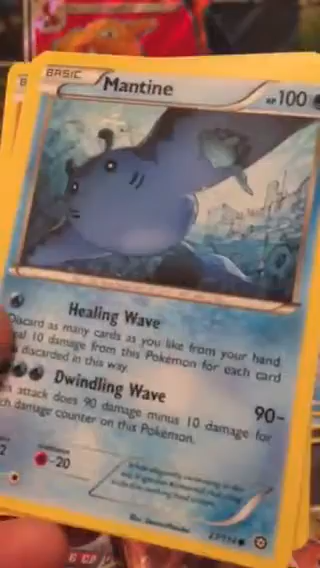 BASIC
Mantine
HP 100
Healing Wave
Discard as many cards as you like from your hand
10 damage from this Pokémon for each card
discarded in this way.
Dwindling Wave
90-
attack does 90 damage minus 10 damage for
damage counter on this Pokémon.
-20